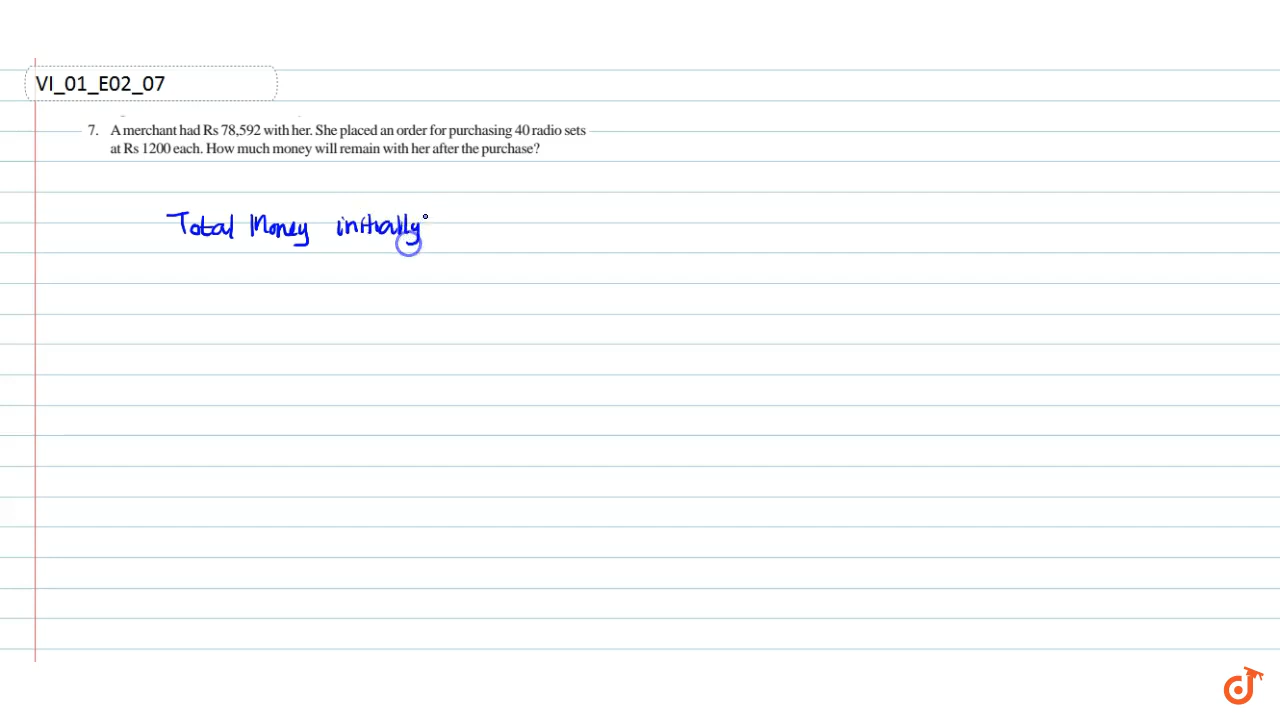 VI_01_E02_07
7. A merchant had Rs 78,592 with her. She placed an order for purchasing 40 radio sets
at Rs 1200 each. How much money will remain with her after the purchase?
Total Money initially